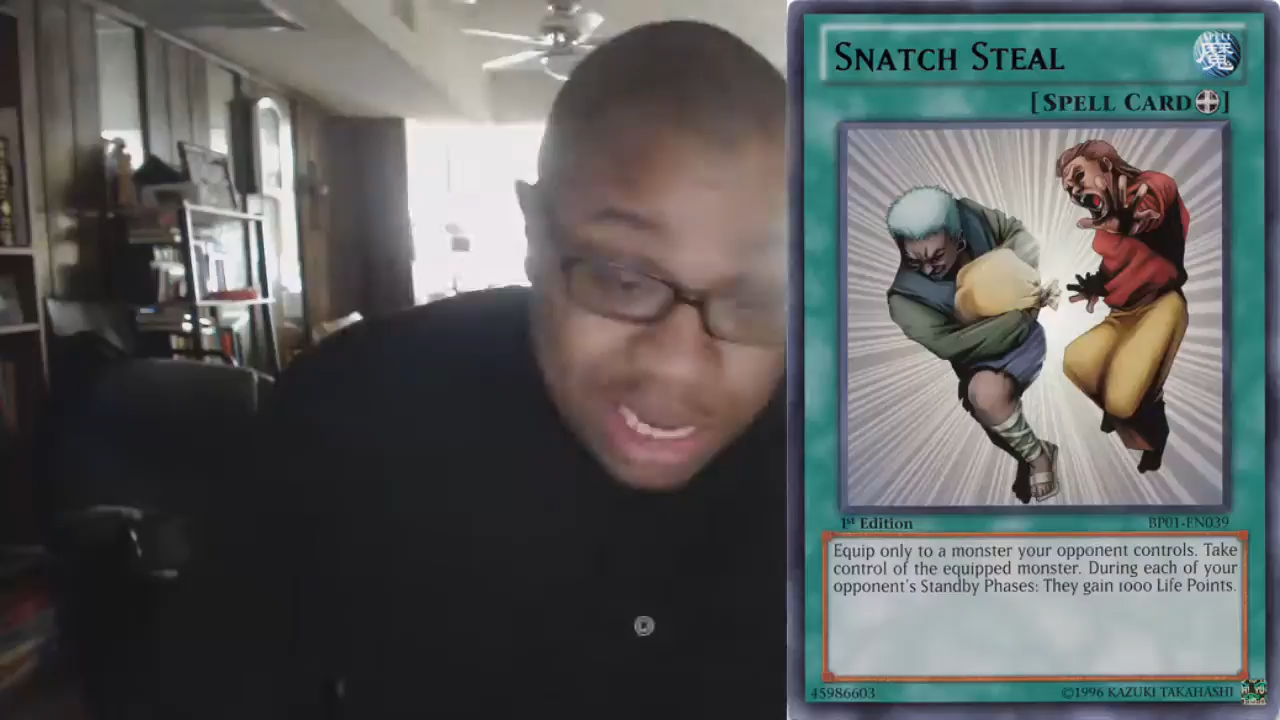 SNATCH STEAL
魔
[SPELL CARD]
1st Edition
BP01-EN039
Equip only to a monster your opponent controls. Take
control of the equipped monster. During each of your
opponent's Standby Phases: They gain 1000 Life Points.
45986603
©1996 KAZUKI TAKAHASHI